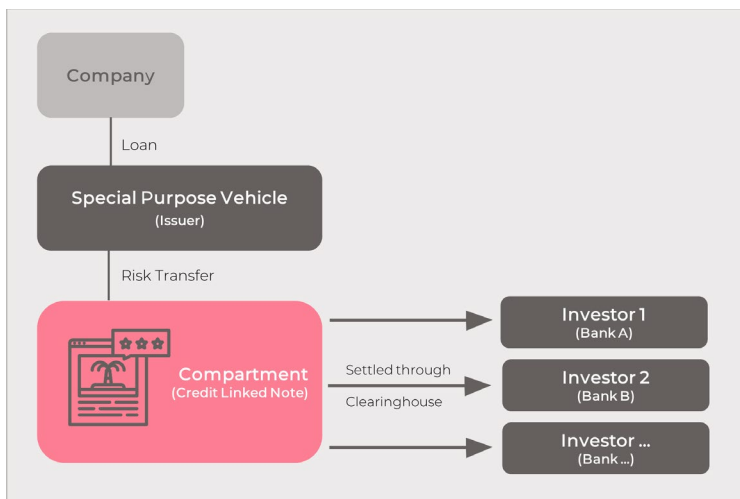 Company
Loan
Special Purpose Vehicle
(Issuer)
Risk Transfer
Compartment
(Credit Linked Note)
Settled through
Clearinghouse
Investor 1
(Bank A)
Investor 2
(Bank B)
Investor ...
(Bank ...)